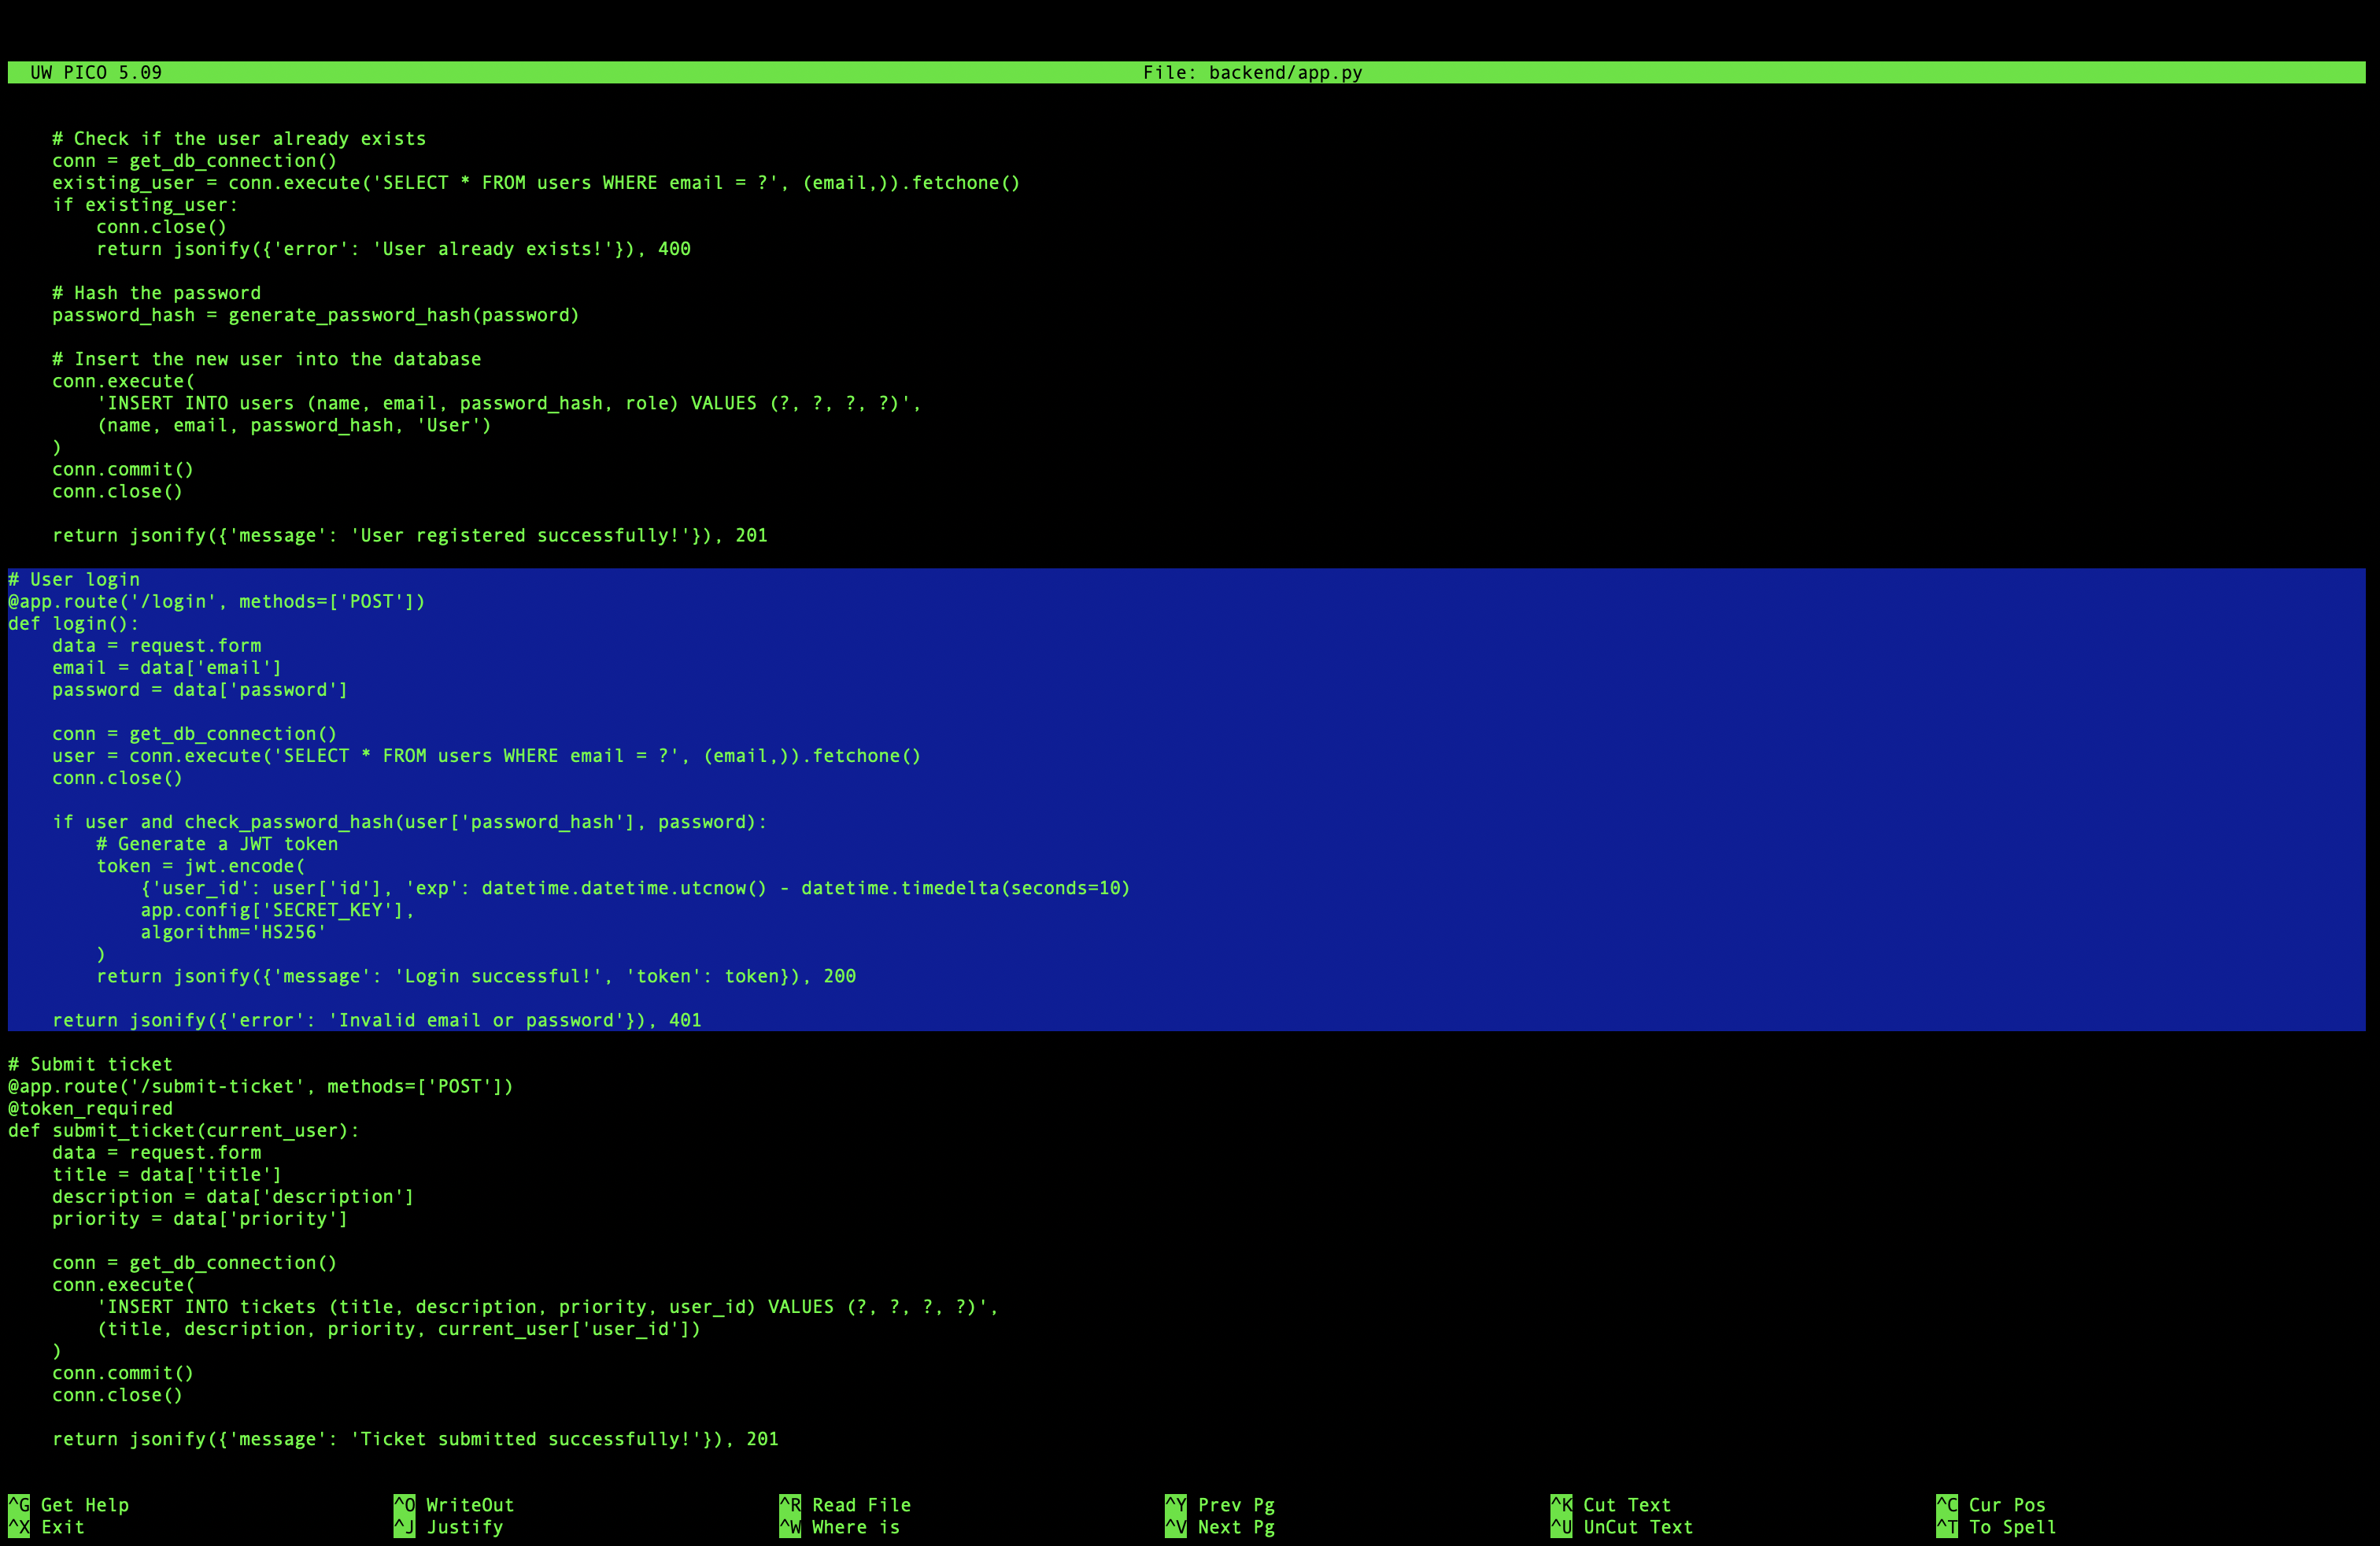 UW PICO 5.09 File: backend/app.py
    # Check if the user already exists
    conn = get_db_connection()
    existing_user = conn.execute('SELECT * FROM users WHERE email = ?', (email,)).fetchone()
    if existing_user:
        conn.close()
        return jsonify({'error': 'User already exists!'}), 400

    # Hash the password
    password_hash = generate_password_hash(password)

    # Insert the new user into the database
    conn.execute(
        'INSERT INTO users (name, email, password_hash, role) VALUES (?, ?, ?, ?)',
        (name, email, password_hash, 'User')
    )
    conn.commit()
    conn.close()

    return jsonify({'message': 'User registered successfully!'}), 201

# User login
@app.route('/login', methods=['POST'])
def login():
    data = request.form
    email = data['email']
    password = data['password']

    conn = get_db_connection()
    user = conn.execute('SELECT * FROM users WHERE email = ?', (email,)).fetchone()
    conn.close()

    if user and check_password_hash(user['password_hash'], password):
        # Generate a JWT token
        token = jwt.encode(
            {'user_id': user['id'], 'exp': datetime.datetime.utcnow() - datetime.timedelta(seconds=10)
            app.config['SECRET_KEY'],
            algorithm='HS256'
        )
        return jsonify({'message': 'Login successful!', 'token': token}), 200

    return jsonify({'error': 'Invalid email or password'}), 401

# Submit ticket
@app.route('/submit-ticket', methods=['POST'])
@token_required
def submit_ticket(current_user):
    data = request.form
    title = data['title']
    description = data['description']
    priority = data['priority']

    conn = get_db_connection()
    conn.execute(
        'INSERT INTO tickets (title, description, priority, user_id) VALUES (?, ?, ?, ?)',
        (title, description, priority, current_user['user_id'])
    )
    conn.commit()
    conn.close()

    return jsonify({'message': 'Ticket submitted successfully!'}), 201

^G Get Help ^O WriteOut ^R Read File ^Y Prev Pg ^K Cut Text ^C Cur Pos
^X Exit ^J Justify ^W Where is ^V Next Pg ^U UnCut Text ^T To Spell